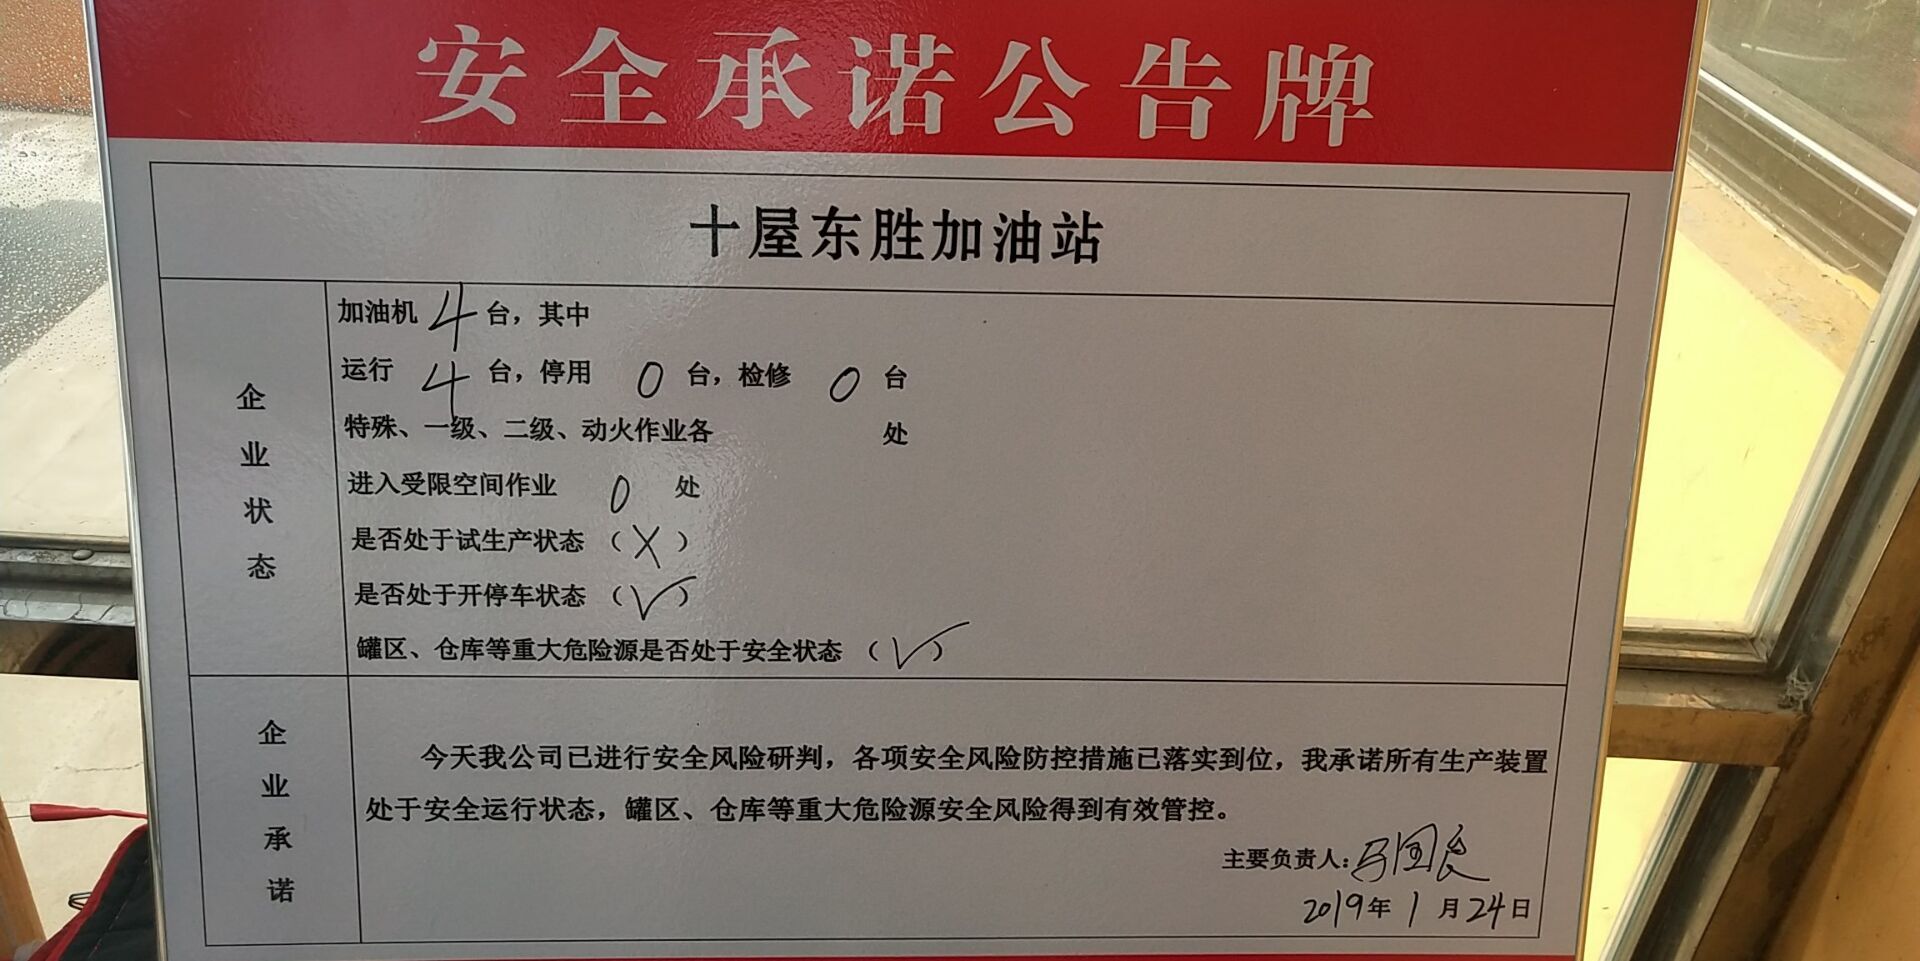 安全承诺公告牌
十屋东胜加油站
企业状态
加油机 4 台，其中
运行 4 台，停用 0 台，检修 0 台
特殊、一级、二级、动火作业各 处
进入受限空间作业 0 处
是否处于试生产状态（X）
是否处于开停车状态（√）
罐区、仓库等重大危险源是否处于安全状态（√）
企业承诺
今天我公司已进行安全风险研判，各项安全风险防控措施已落实到位，我承诺所有生产装置
处于安全运行状态，罐区、仓库等重大危险源安全风险得到有效管控。
主要负责人：马国良
2019年1月24日